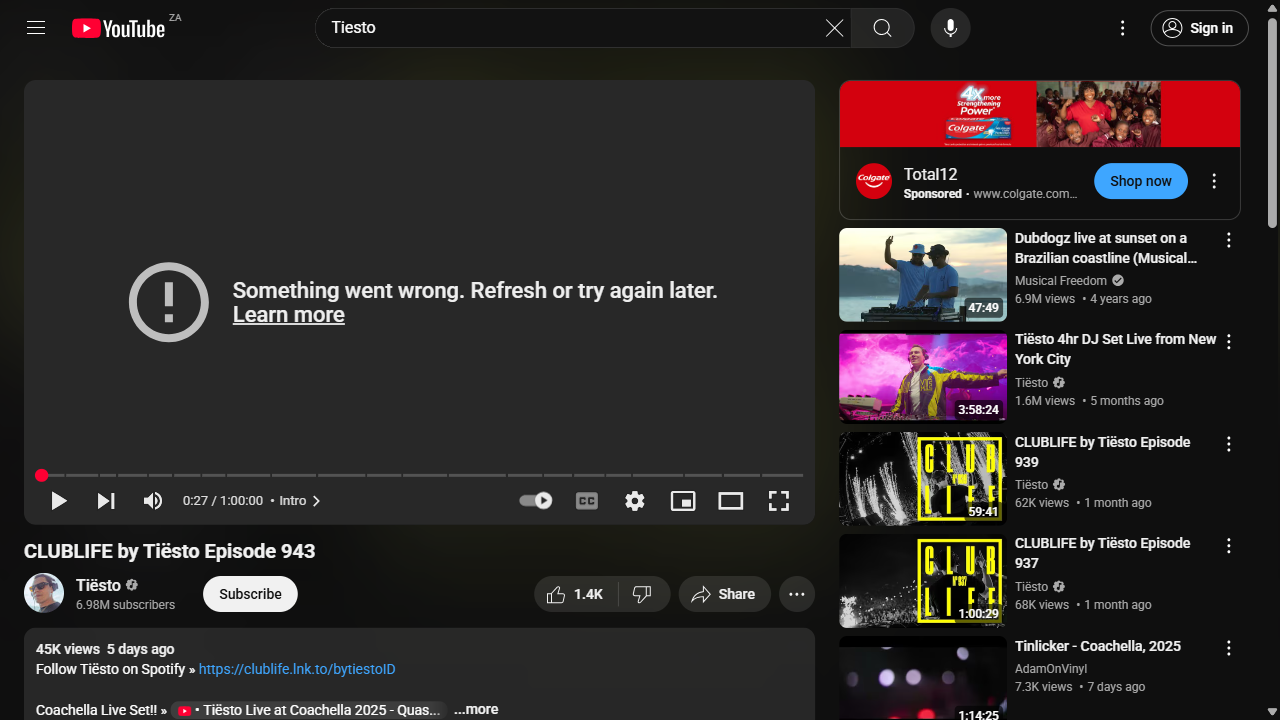 YouTube ZA
Tiesto
Sign in
Something went wrong. Refresh or try again later.
Learn more
0:27 / 1:00:00 • Intro
CC
CLUBLIFE by Tiësto Episode 943
Tiësto
6.98M subscribers
Subscribe
1.4K
Share
45K views 5 days ago
Follow Tiësto on Spotify » https://clublife.lnk.to/bytiestoID
Coachella Live Set!! » • Tiësto Live at Coachella 2025 - Quas... ...more
4x more
Strengthening
Power
Colgate
Colgate
Total12
Sponsored • www.colgate.com...
Shop now
47:49
Dubdogz live at sunset on a
Brazilian coastline (Musical...
Musical Freedom
6.9M views • 4 years ago
3:58:24
Tiësto 4hr DJ Set Live from New
York City
Tiësto
1.6M views • 5 months ago
CLUB
LIFE
59:41
CLUBLIFE by Tiësto Episode
939
Tiësto
62K views • 1 month ago
CLUB
N°937
LIFE
1:00:29
CLUBLIFE by Tiësto Episode
937
Tiësto
68K views • 1 month ago
1:14:25
Tinlicker - Coachella, 2025
AdamOnVinyl
7.3K views • 7 days ago